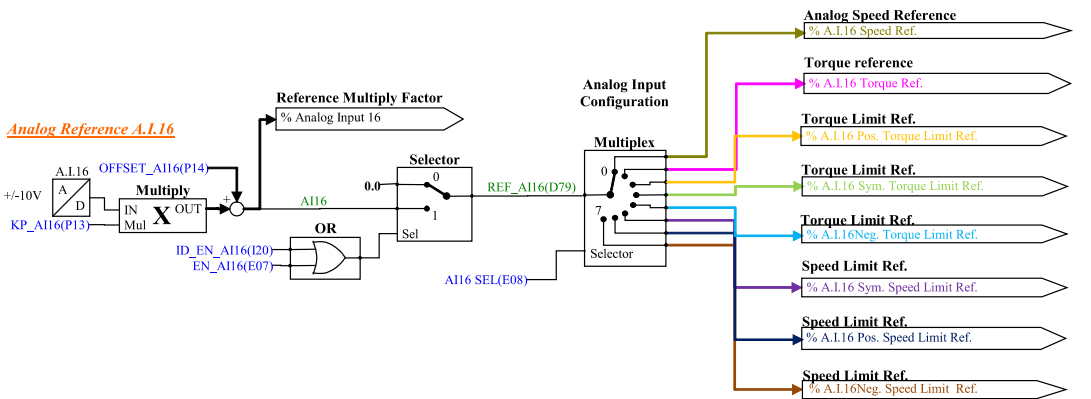 Analog Speed Reference
% A.I.16 Speed Ref.
Torque reference
% A.I.16 Torque Ref.
Analog Input
Configuration
Reference Multiply Factor
% Analog Input 16
Torque Limit Ref.
% A.I.16 Pos. Torque Limit Ref.
Analog Reference A.I.16
Multiplex
Selector
OFFSET_AI16(P14)
A.I.16
Torque Limit Ref.
% A.I.16 Sym. Torque Limit Ref.
0
0
+/-10V
A
D
Multiply
0.0
REF_AI16(D79)
IN
OUT
X
Mul
+
AI16
1
7
KP_AI16(P13)
Torque Limit Ref.
% A.I.16Neg. Torque Limit Ref.
OR
Sel
ID_EN_AI16(I20)
EN_AI16(E07)
Selector
AI16 SEL(E08)
Speed Limit Ref.
% A.I.16 Sym. Speed Limit Ref.
Speed Limit Ref.
% A.I.16 Pos. Speed Limit Ref.
Speed Limit Ref.
% A.I.16Neg. Speed Limit  Ref.